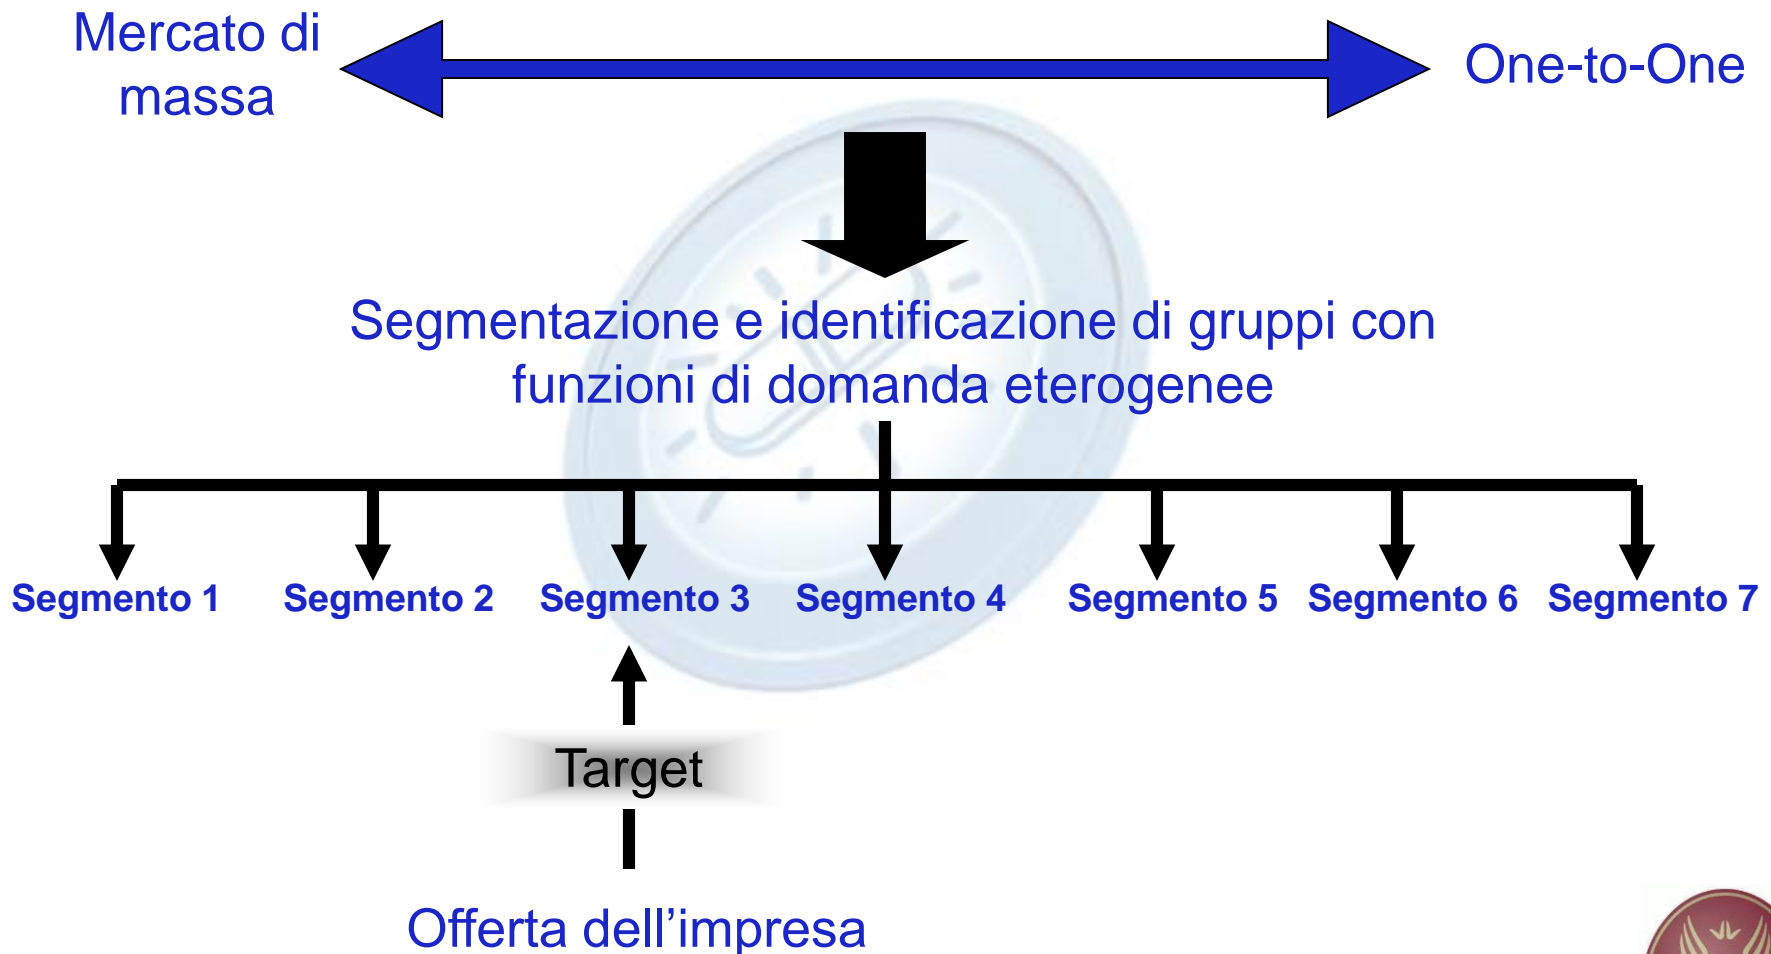 Mercato di
massa
One-to-One
Segmentazione e identificazione di gruppi con
funzioni di domanda eterogenee
Segmento 1 Segmento 2 Segmento 3 Segmento 4 Segmento 5 Segmento 6 Segmento 7
Target
Offerta dell’impresa